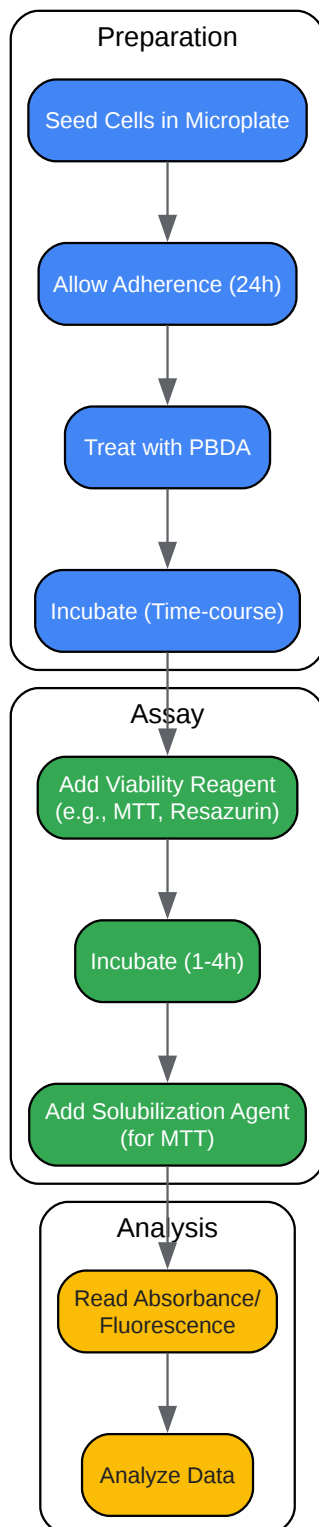 Preparation
Seed Cells in Microplate
Allow Adherence (24h)
Treat with PBDA
Incubate (Time-course)
Assay
Add Viability Reagent
(e.g., MTT, Resazurin)
Incubate (1-4h)
Add Solubilization Agent
(for MTT)
Analysis
Read Absorbance/
Fluorescence
Analyze Data